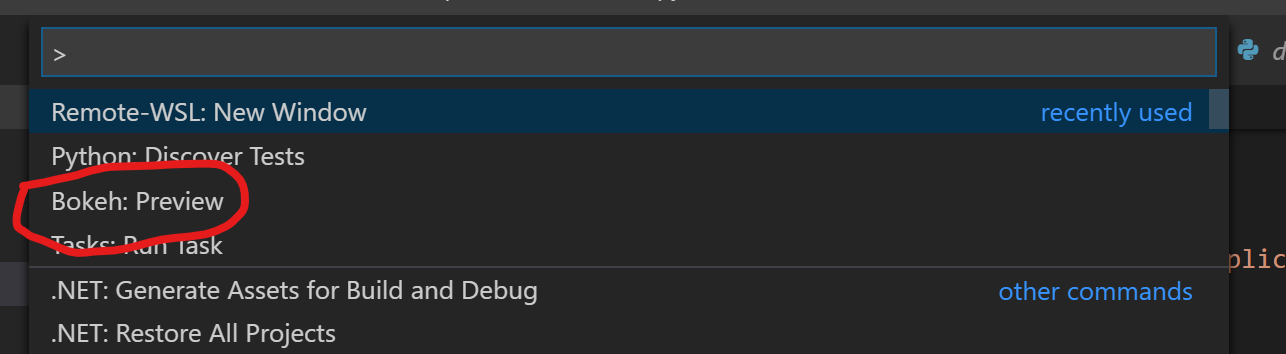 >
Remote-WSL: New Window recently used
Python: Discover Tests
Bokeh: Preview
Tasks: Run Task
.NET: Generate Assets for Build and Debug other commands
.NET: Restore All Projects
d
plic